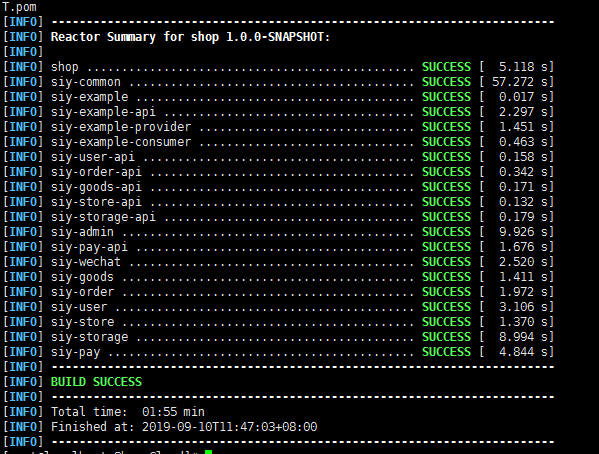 T.pom
[INFO] ------------------------------------------------------------------------
[INFO] Reactor Summary for shop 1.0.0-SNAPSHOT:
[INFO]
[INFO] shop ............................................... SUCCESS [  5.118 s]
[INFO] siy-common ......................................... SUCCESS [ 57.272 s]
[INFO] siy-example ........................................ SUCCESS [  0.017 s]
[INFO] siy-example-api .................................... SUCCESS [  2.297 s]
[INFO] siy-example-provider ............................... SUCCESS [  1.451 s]
[INFO] siy-example-consumer ............................... SUCCESS [  0.463 s]
[INFO] siy-user-api ....................................... SUCCESS [  0.158 s]
[INFO] siy-order-api ...................................... SUCCESS [  0.342 s]
[INFO] siy-goods-api ...................................... SUCCESS [  0.171 s]
[INFO] siy-store-api ...................................... SUCCESS [  0.132 s]
[INFO] siy-storage-api .................................... SUCCESS [  0.179 s]
[INFO] siy-admin .......................................... SUCCESS [  9.926 s]
[INFO] siy-pay-api ........................................ SUCCESS [  1.676 s]
[INFO] siy-wechat ......................................... SUCCESS [  2.520 s]
[INFO] siy-goods .......................................... SUCCESS [  1.411 s]
[INFO] siy-order .......................................... SUCCESS [  1.972 s]
[INFO] siy-user ........................................... SUCCESS [  3.106 s]
[INFO] siy-store .......................................... SUCCESS [  1.370 s]
[INFO] siy-storage ........................................ SUCCESS [  8.994 s]
[INFO] siy-pay ............................................ SUCCESS [  4.844 s]
[INFO] ------------------------------------------------------------------------
[INFO] BUILD SUCCESS
[INFO] ------------------------------------------------------------------------
[INFO] Total time:  01:55 min
[INFO] Finished at: 2019-09-10T11:47:03+08:00
[INFO] ------------------------------------------------------------------------